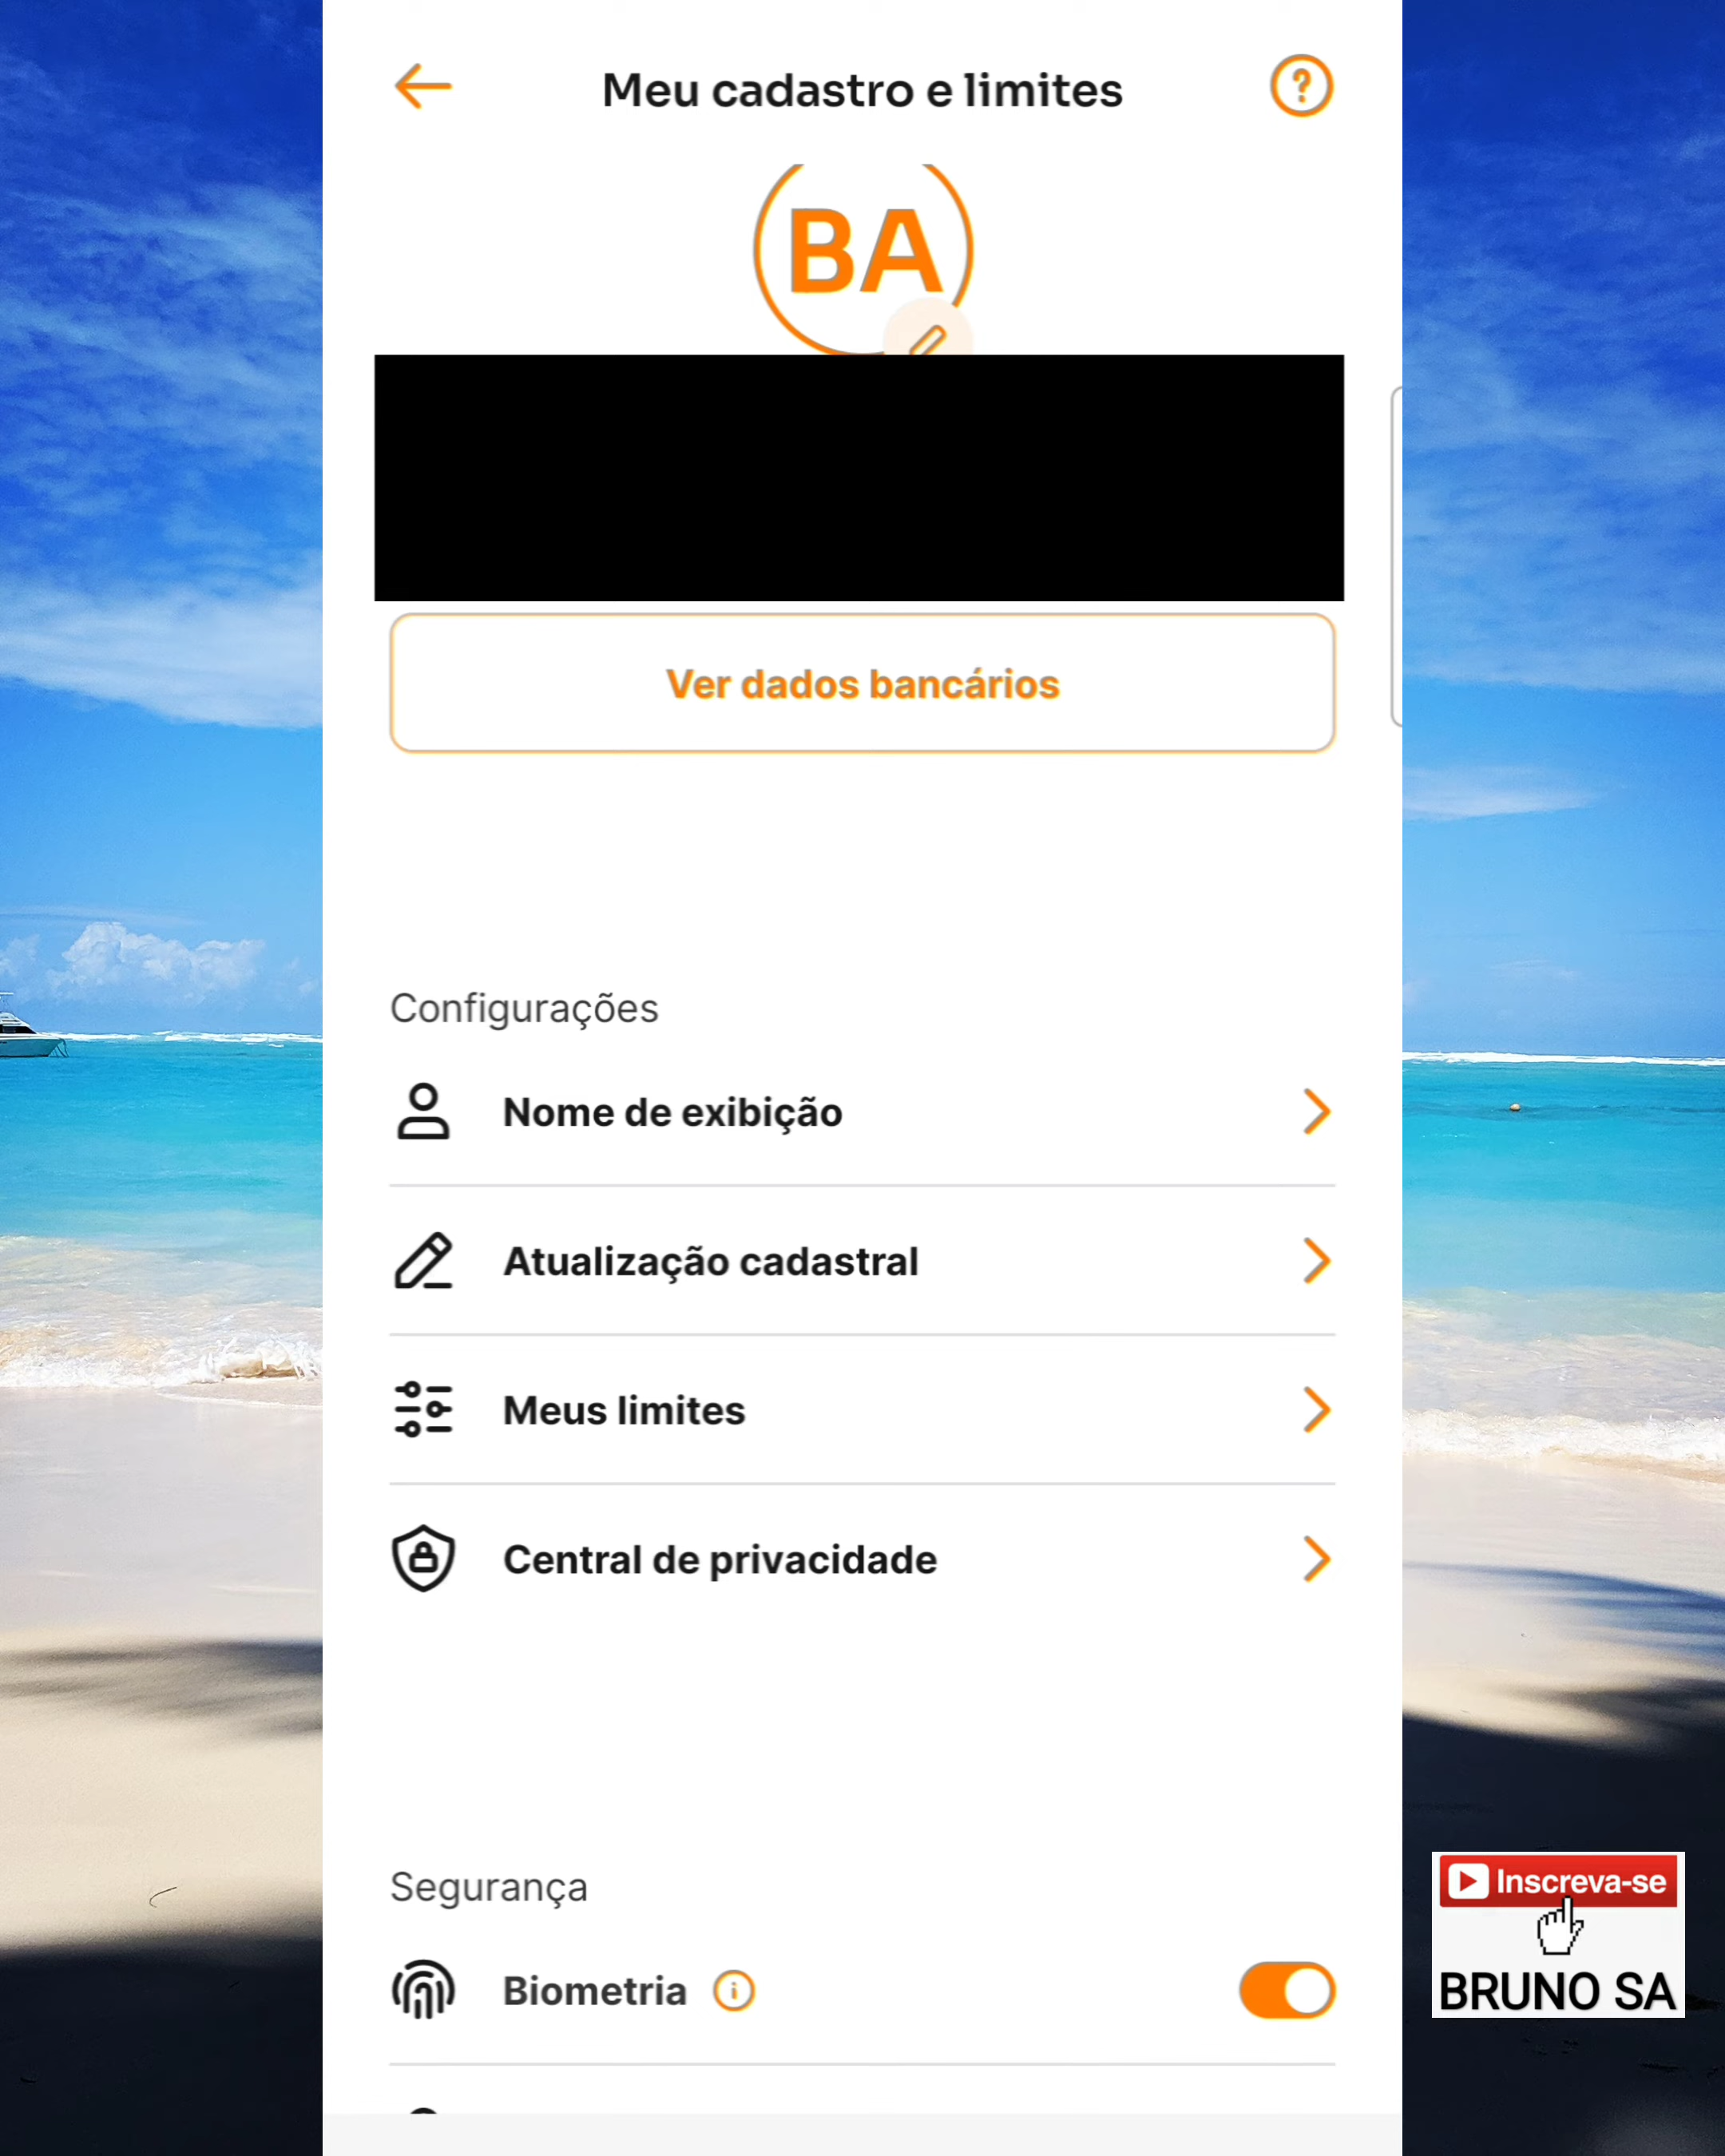 Meu cadastro e limites
BA
Ver dados bancários
Configurações
Nome de exibição
Atualização cadastral
Meus limites
Central de privacidade
Segurança
Biometria
Inscreva-se
BRUNO SA